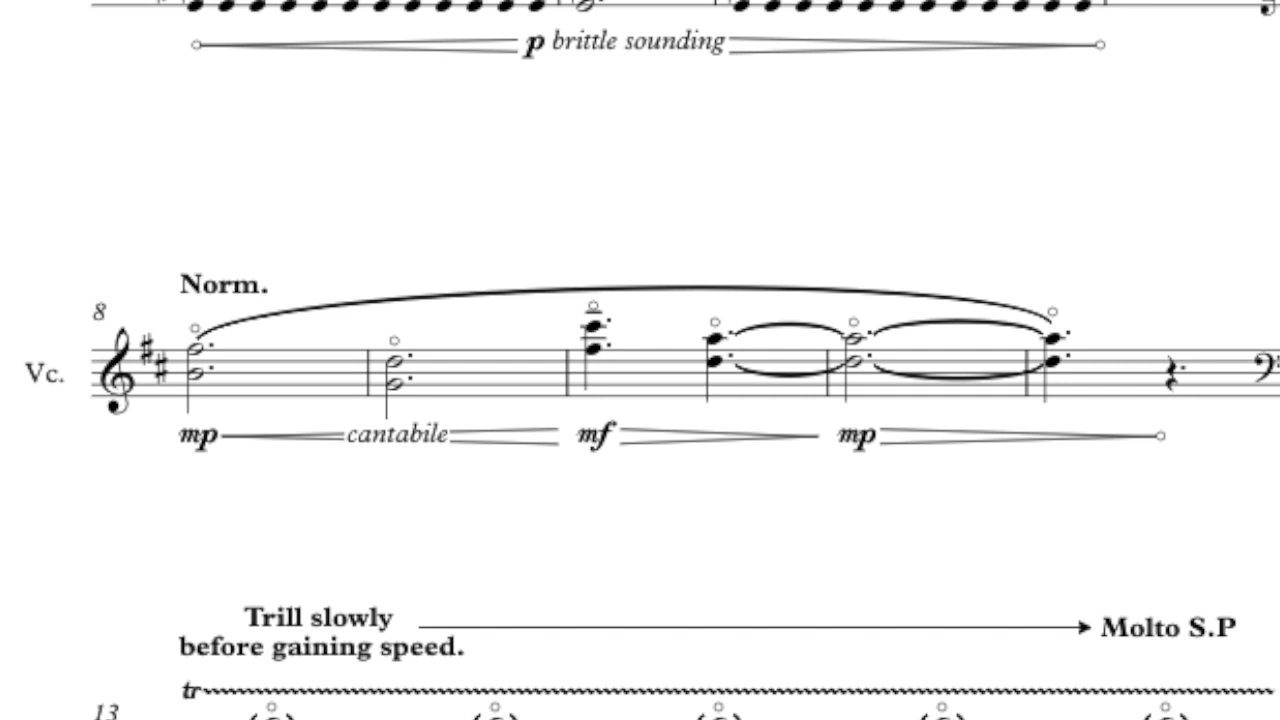 p brittle sounding
Norm.
8
Vc.
mp cantabile mf mp
Trill slowly
before gaining speed.
Molto S.P
tr
13